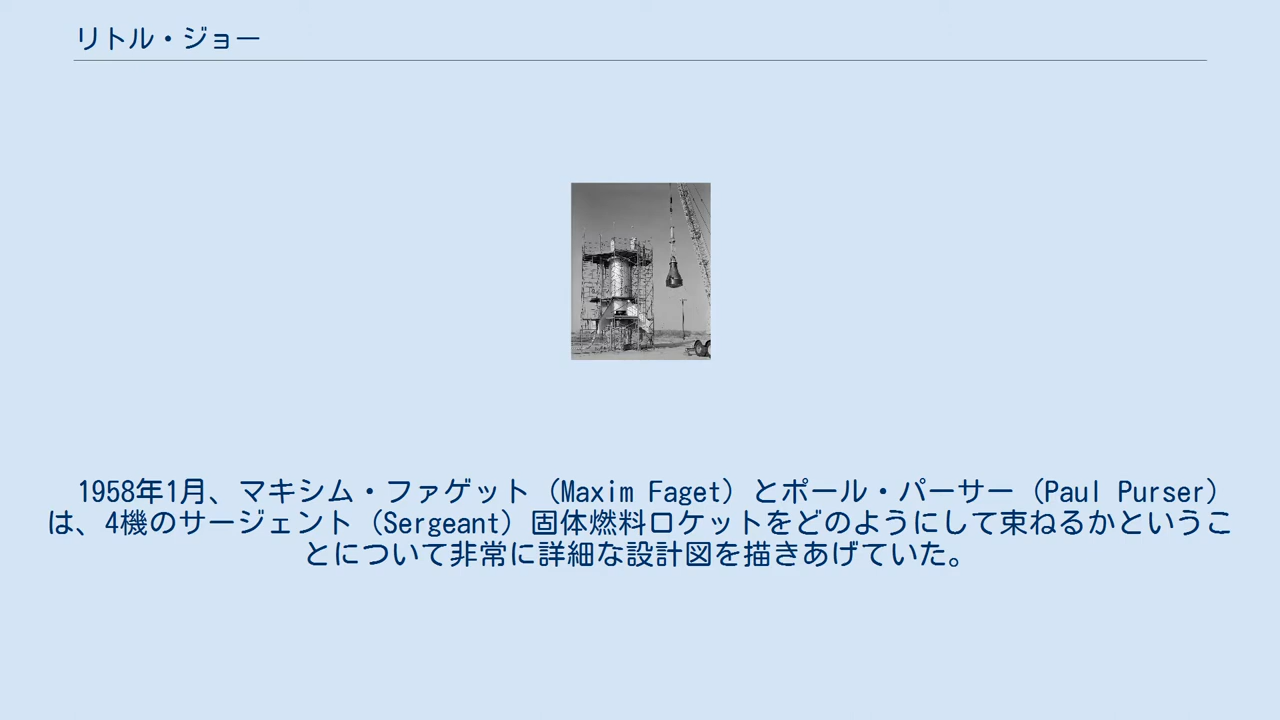 リトル・ジョー
1958年1月、マキシム・ファゲット（Maxim Faget）とポール・パーサー（Paul Purser）
は、4機のサージェント（Sergeant）固体燃料ロケットをどのようにして束ねるかというこ
とについて非常に詳細な設計図を描きあげていた。